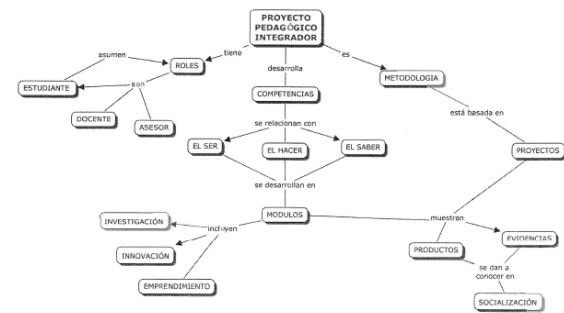 PROYECTO
PEDAGÓGICO
INTEGRADOR
asumen
tiene
es
ROLES
desarrolla
METODOLOGIA
ESTUDIANTE
son
COMPETENCIAS
DOCENTE
ASESOR
se relacionan con
está basada en
EL SER
EL HACER
EL SABER
PROYECTOS
se desarrollan en
MODULOS
INVESTIGACIÓN
incluyen
muestran
INNOVACIÓN
PRODUCTOS
EVIDENCIAS
EMPRENDIMIENTO
se dan a
conocer en
SOCIALIZACIÓN